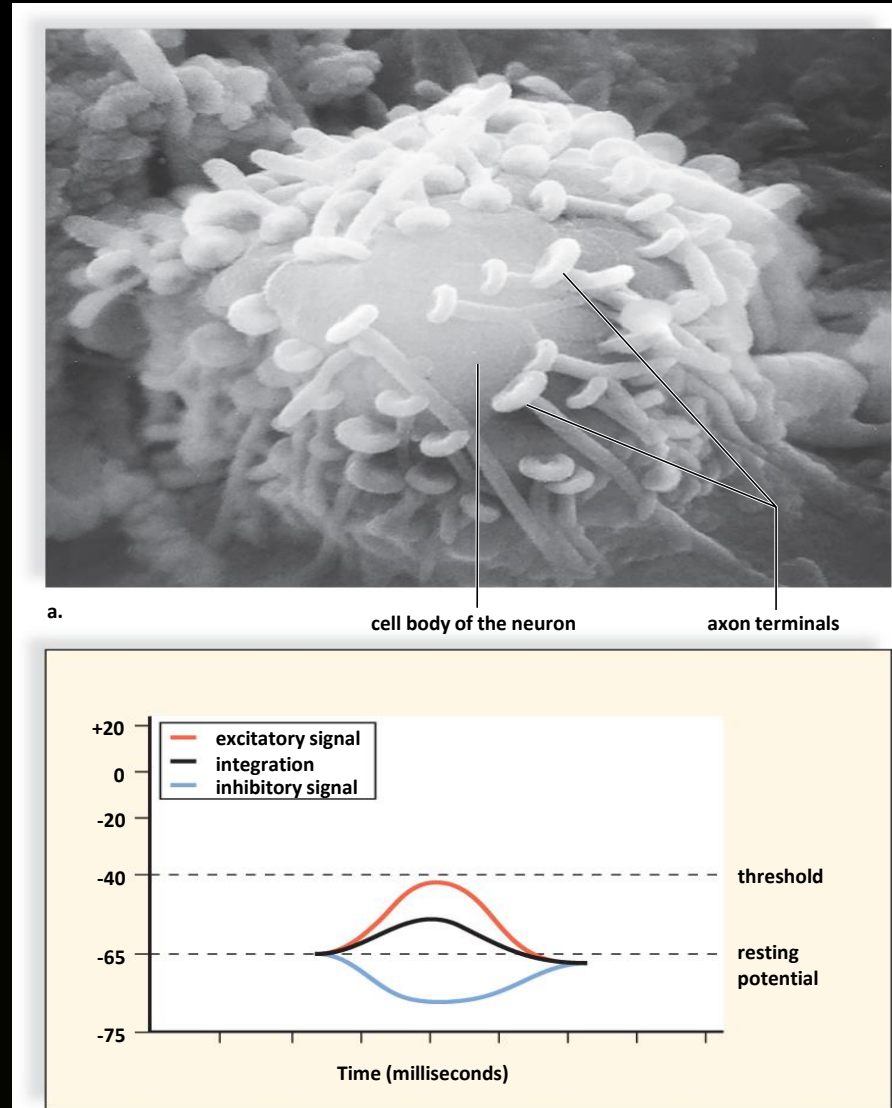 a.
cell body of the neuron
axon terminals
+20
0
-20
-40
-65
-75
excitatory signal
integration
inhibitory signal
threshold
resting
potential
Time (milliseconds)